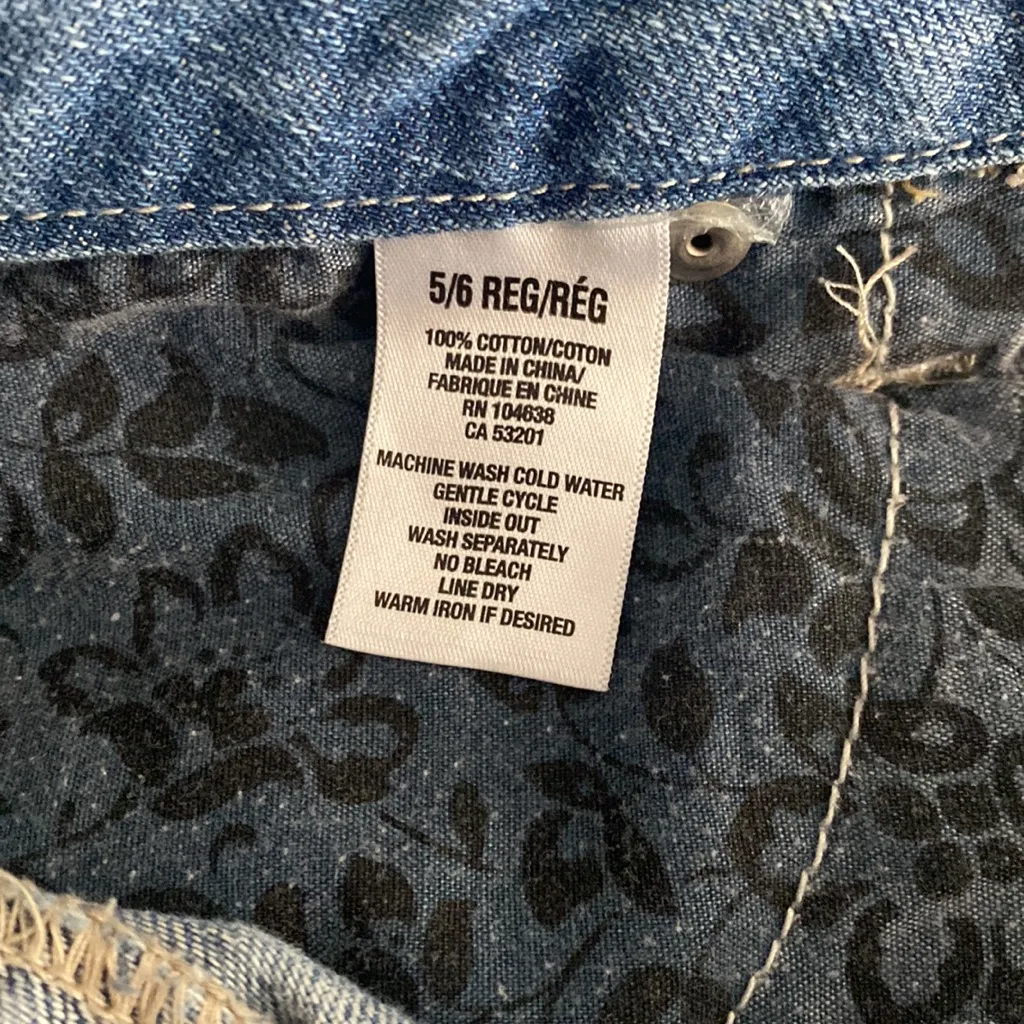 5/6 REG/RÉG
100% COTTON/COTON
MADE IN CHINA/
FABRIQUE EN CHINE
RN 104638
CA 53201
MACHINE WASH COLD WATER
GENTLE CYCLE
INSIDE OUT
WASH SEPARATELY
NO BLEACH
LINE DRY
WARM IRON IF DESIRED